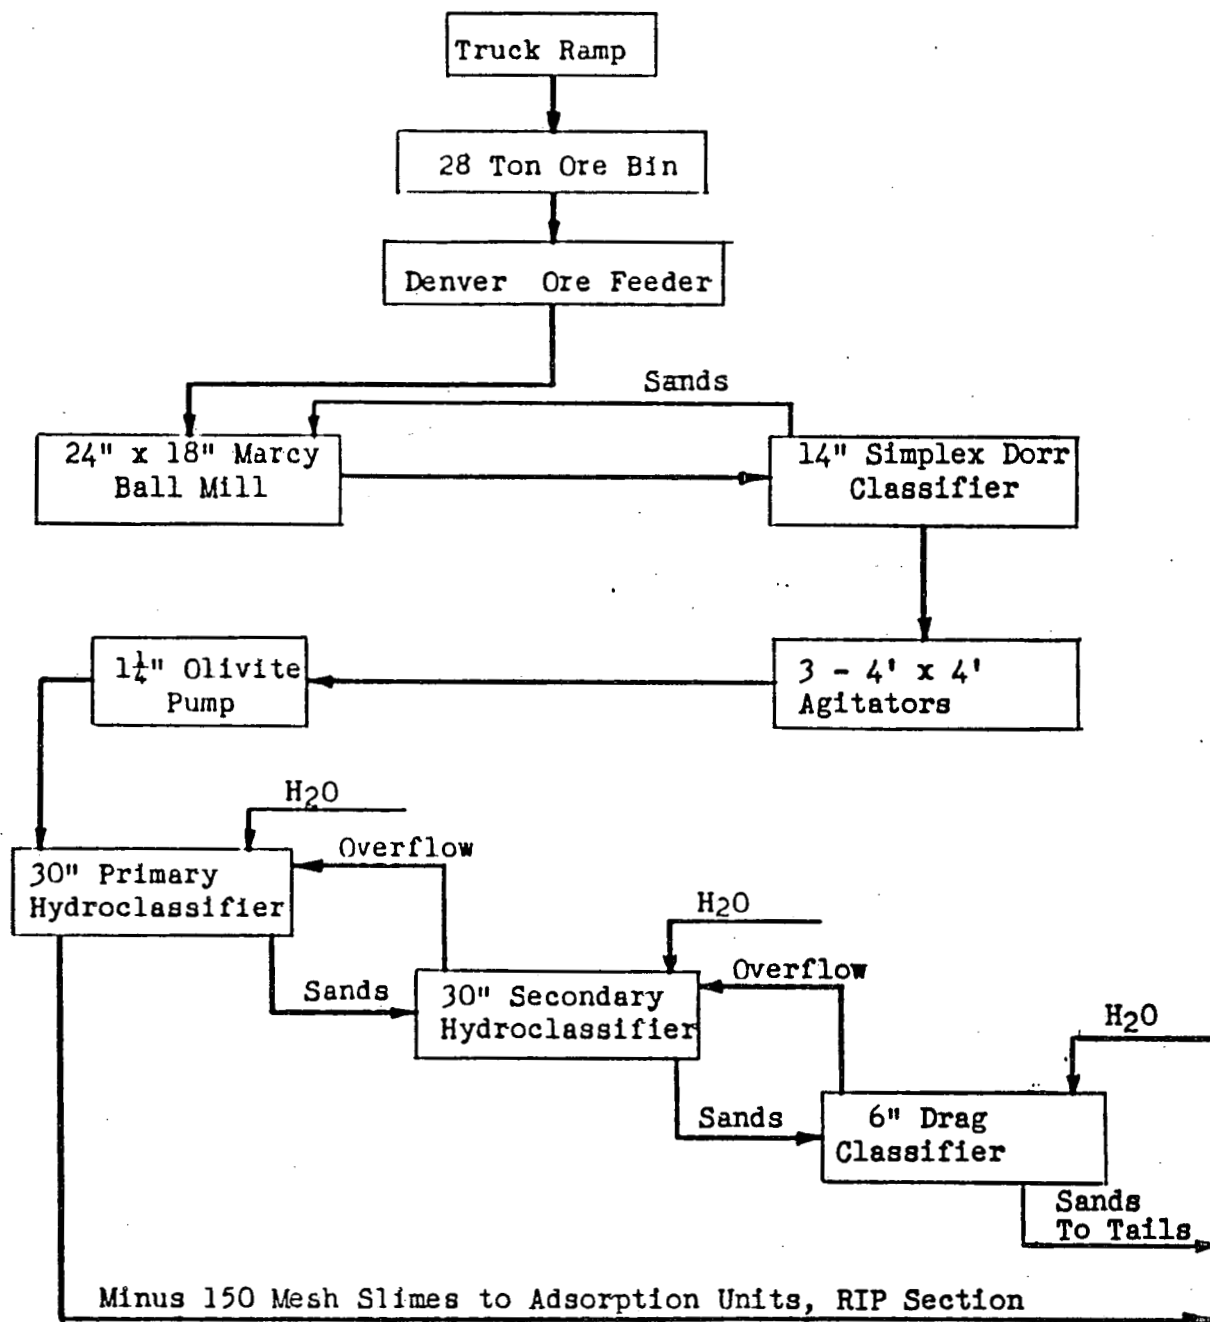 Truck Ramp
28 Ton Ore Bin
Denver Ore Feeder
Sands
24" x 18" Marcy
Ball Mill
14" Simplex Dorr
Classifier
1¼" Olivite
Pump
3 - 4' x 4'
Agitators
H2O
Overflow
30" Primary
Hydroclassifier
H2O
Overflow
Sands
30" Secondary
Hydroclassifier
H2O
Sands
6" Drag
Classifier
Sands
To Tails
Minus 150 Mesh Slimes to Adsorption Units, RIP Section